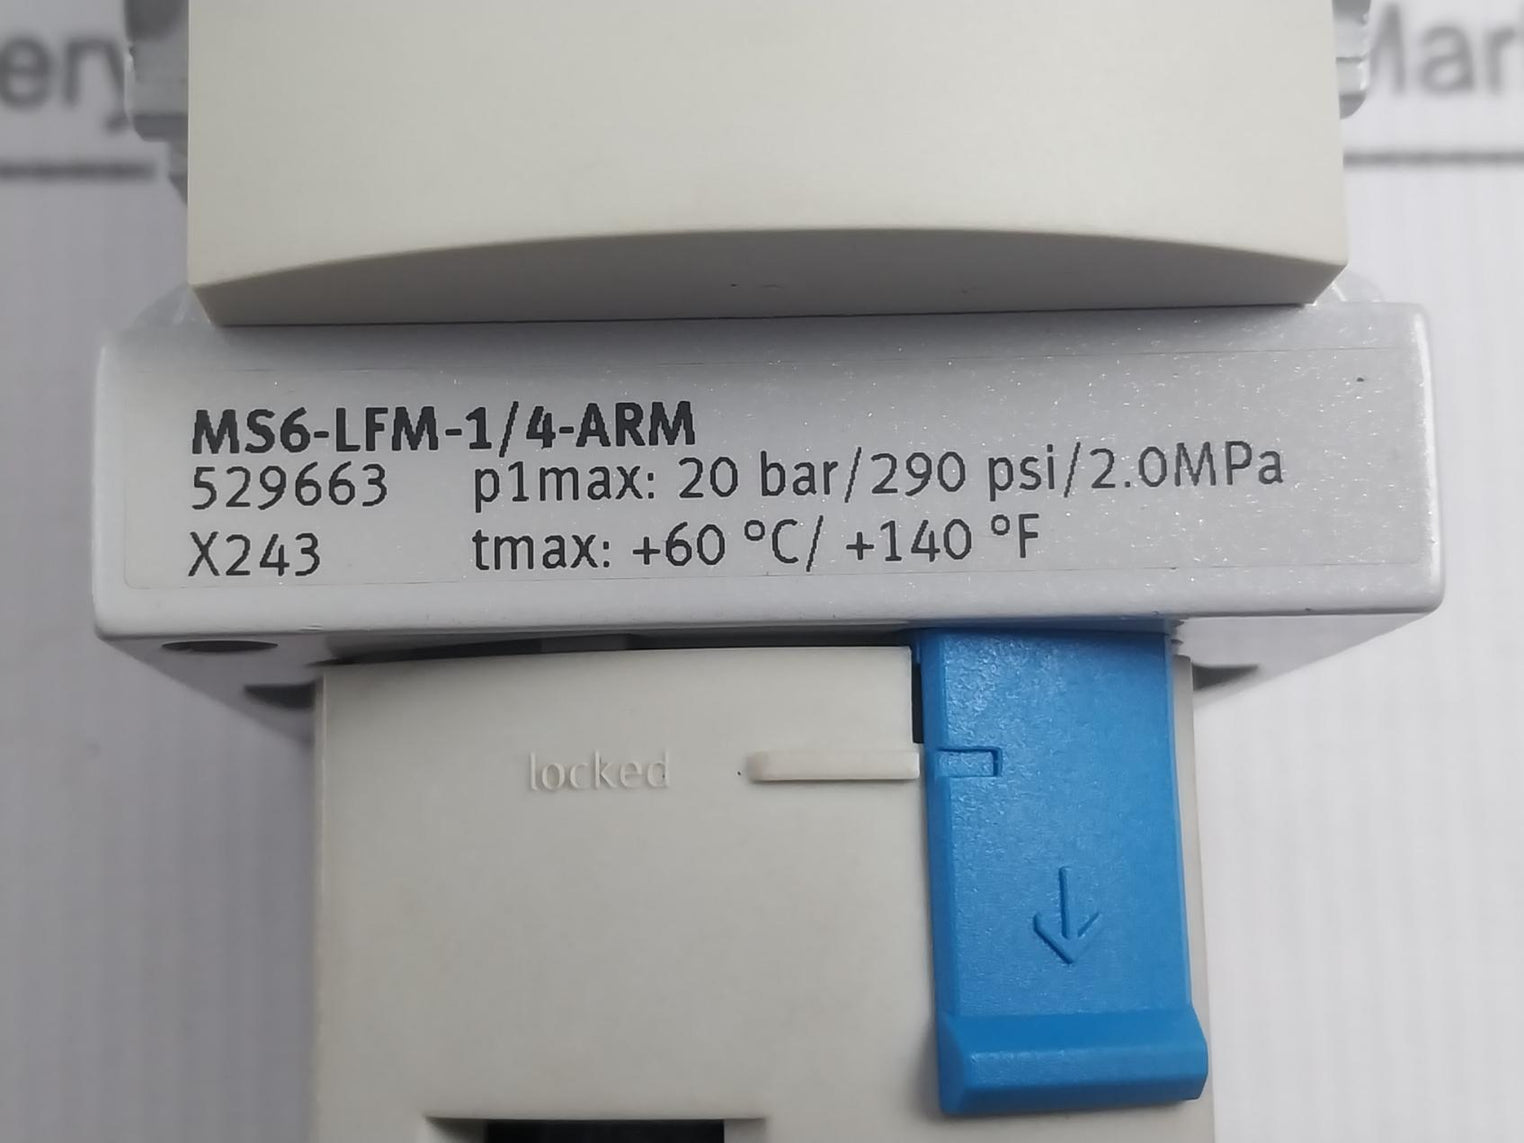 MS6-LFM-1/4-ARM
529663 p1max: 20 bar/290 psi/2.0MPa
X243 tmax: +60 °C/ +140 °F
locked